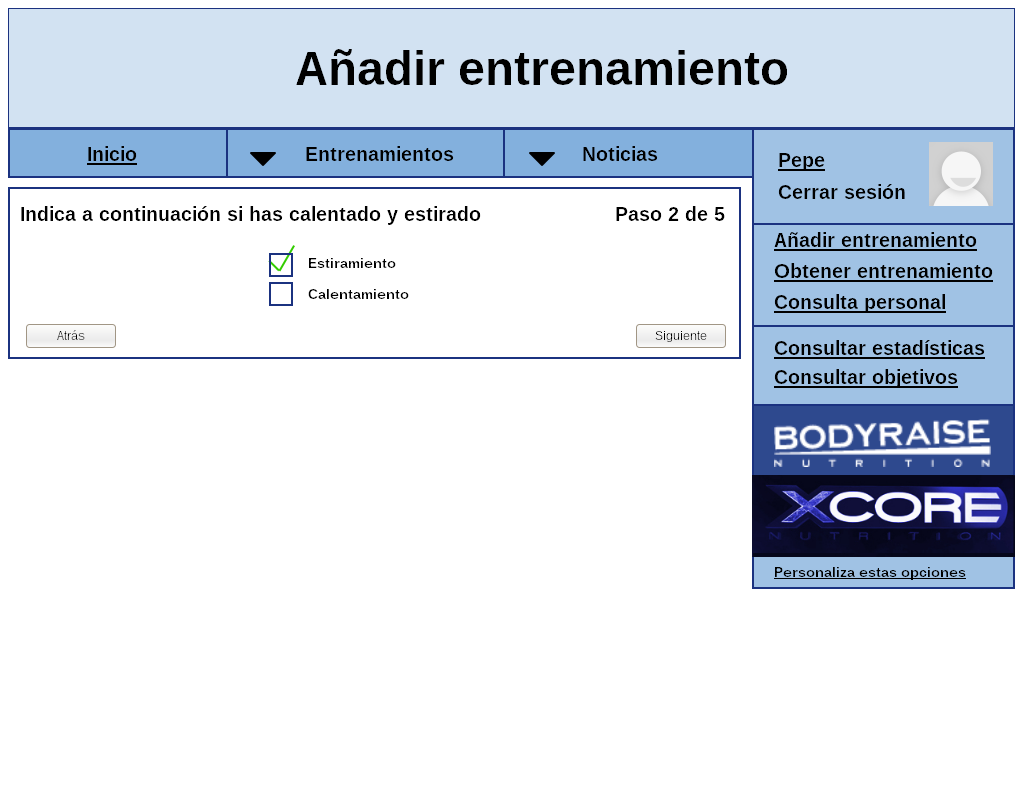 Añadir entrenamiento
Inicio
Entrenamientos
Noticias
Pepe
Cerrar sesión
Indica a continuación si has calentado y estirado
Paso 2 de 5
Estiramiento
Calentamiento
Atrás
Siguiente
Añadir entrenamiento
Obtener entrenamiento
Consulta personal
Consultar estadísticas
Consultar objetivos
BODYRAISE
NUTRITION
XCORE
NUTRITION
Personaliza estas opciones